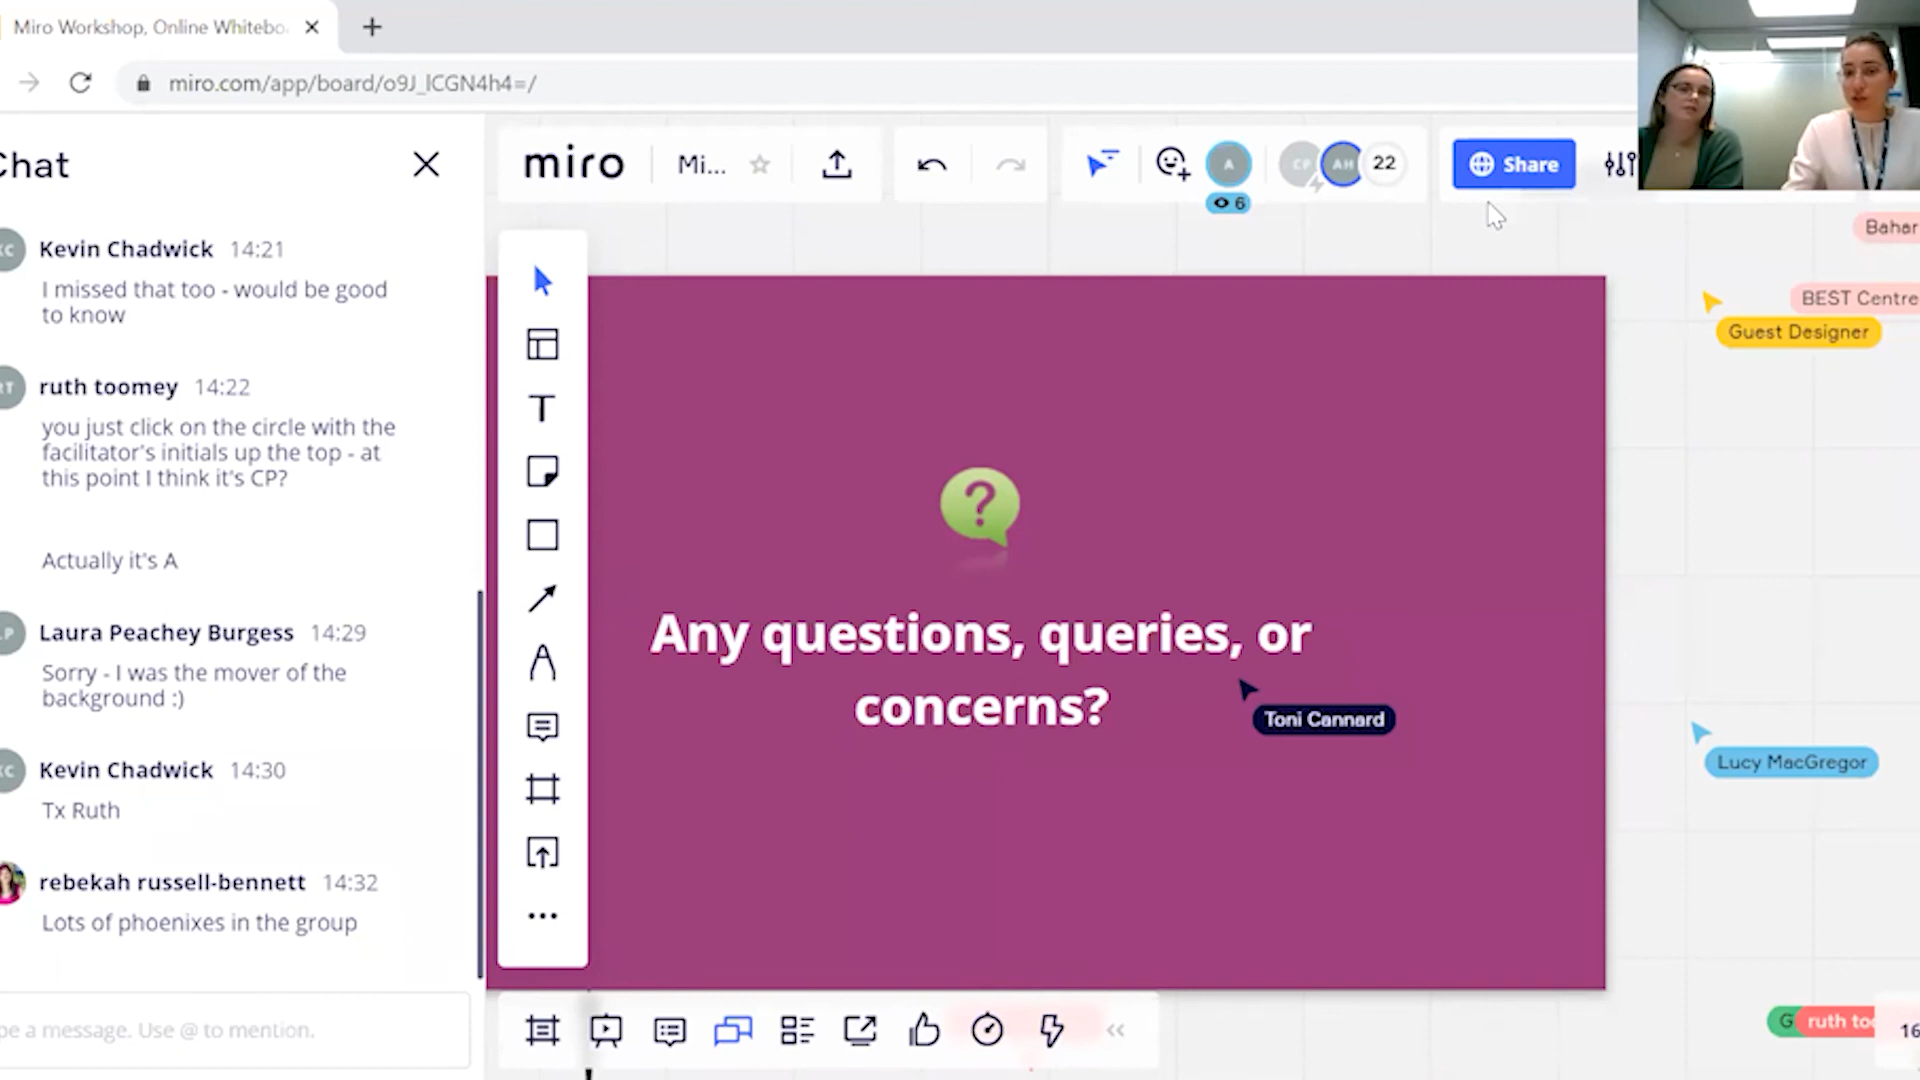 Miro Workshop, Online Whitebo
miro.com/app/board/o9J_lCGN4h4=/
Chat
Kevin Chadwick 14:21
I missed that too - would be good
to know
ruth toomey 14:22
you just click on the circle with the
facilitator's initials up the top - at
this point I think it's CP?
Actually it's A
Laura Peachey Burgess 14:29
Sorry - I was the mover of the
background :)
Kevin Chadwick 14:30
Tx Ruth
rebekah russell-bennett 14:32
Lots of phoenixes in the group
pe a message. Use @ to mention.
miro
Mi...
A
6
CP
AH
22
Share
Bahar
BEST Centre
Guest Designer
Any questions, queries, or
concerns?
Toni Cannard
Lucy MacGregor
G
ruth too
16